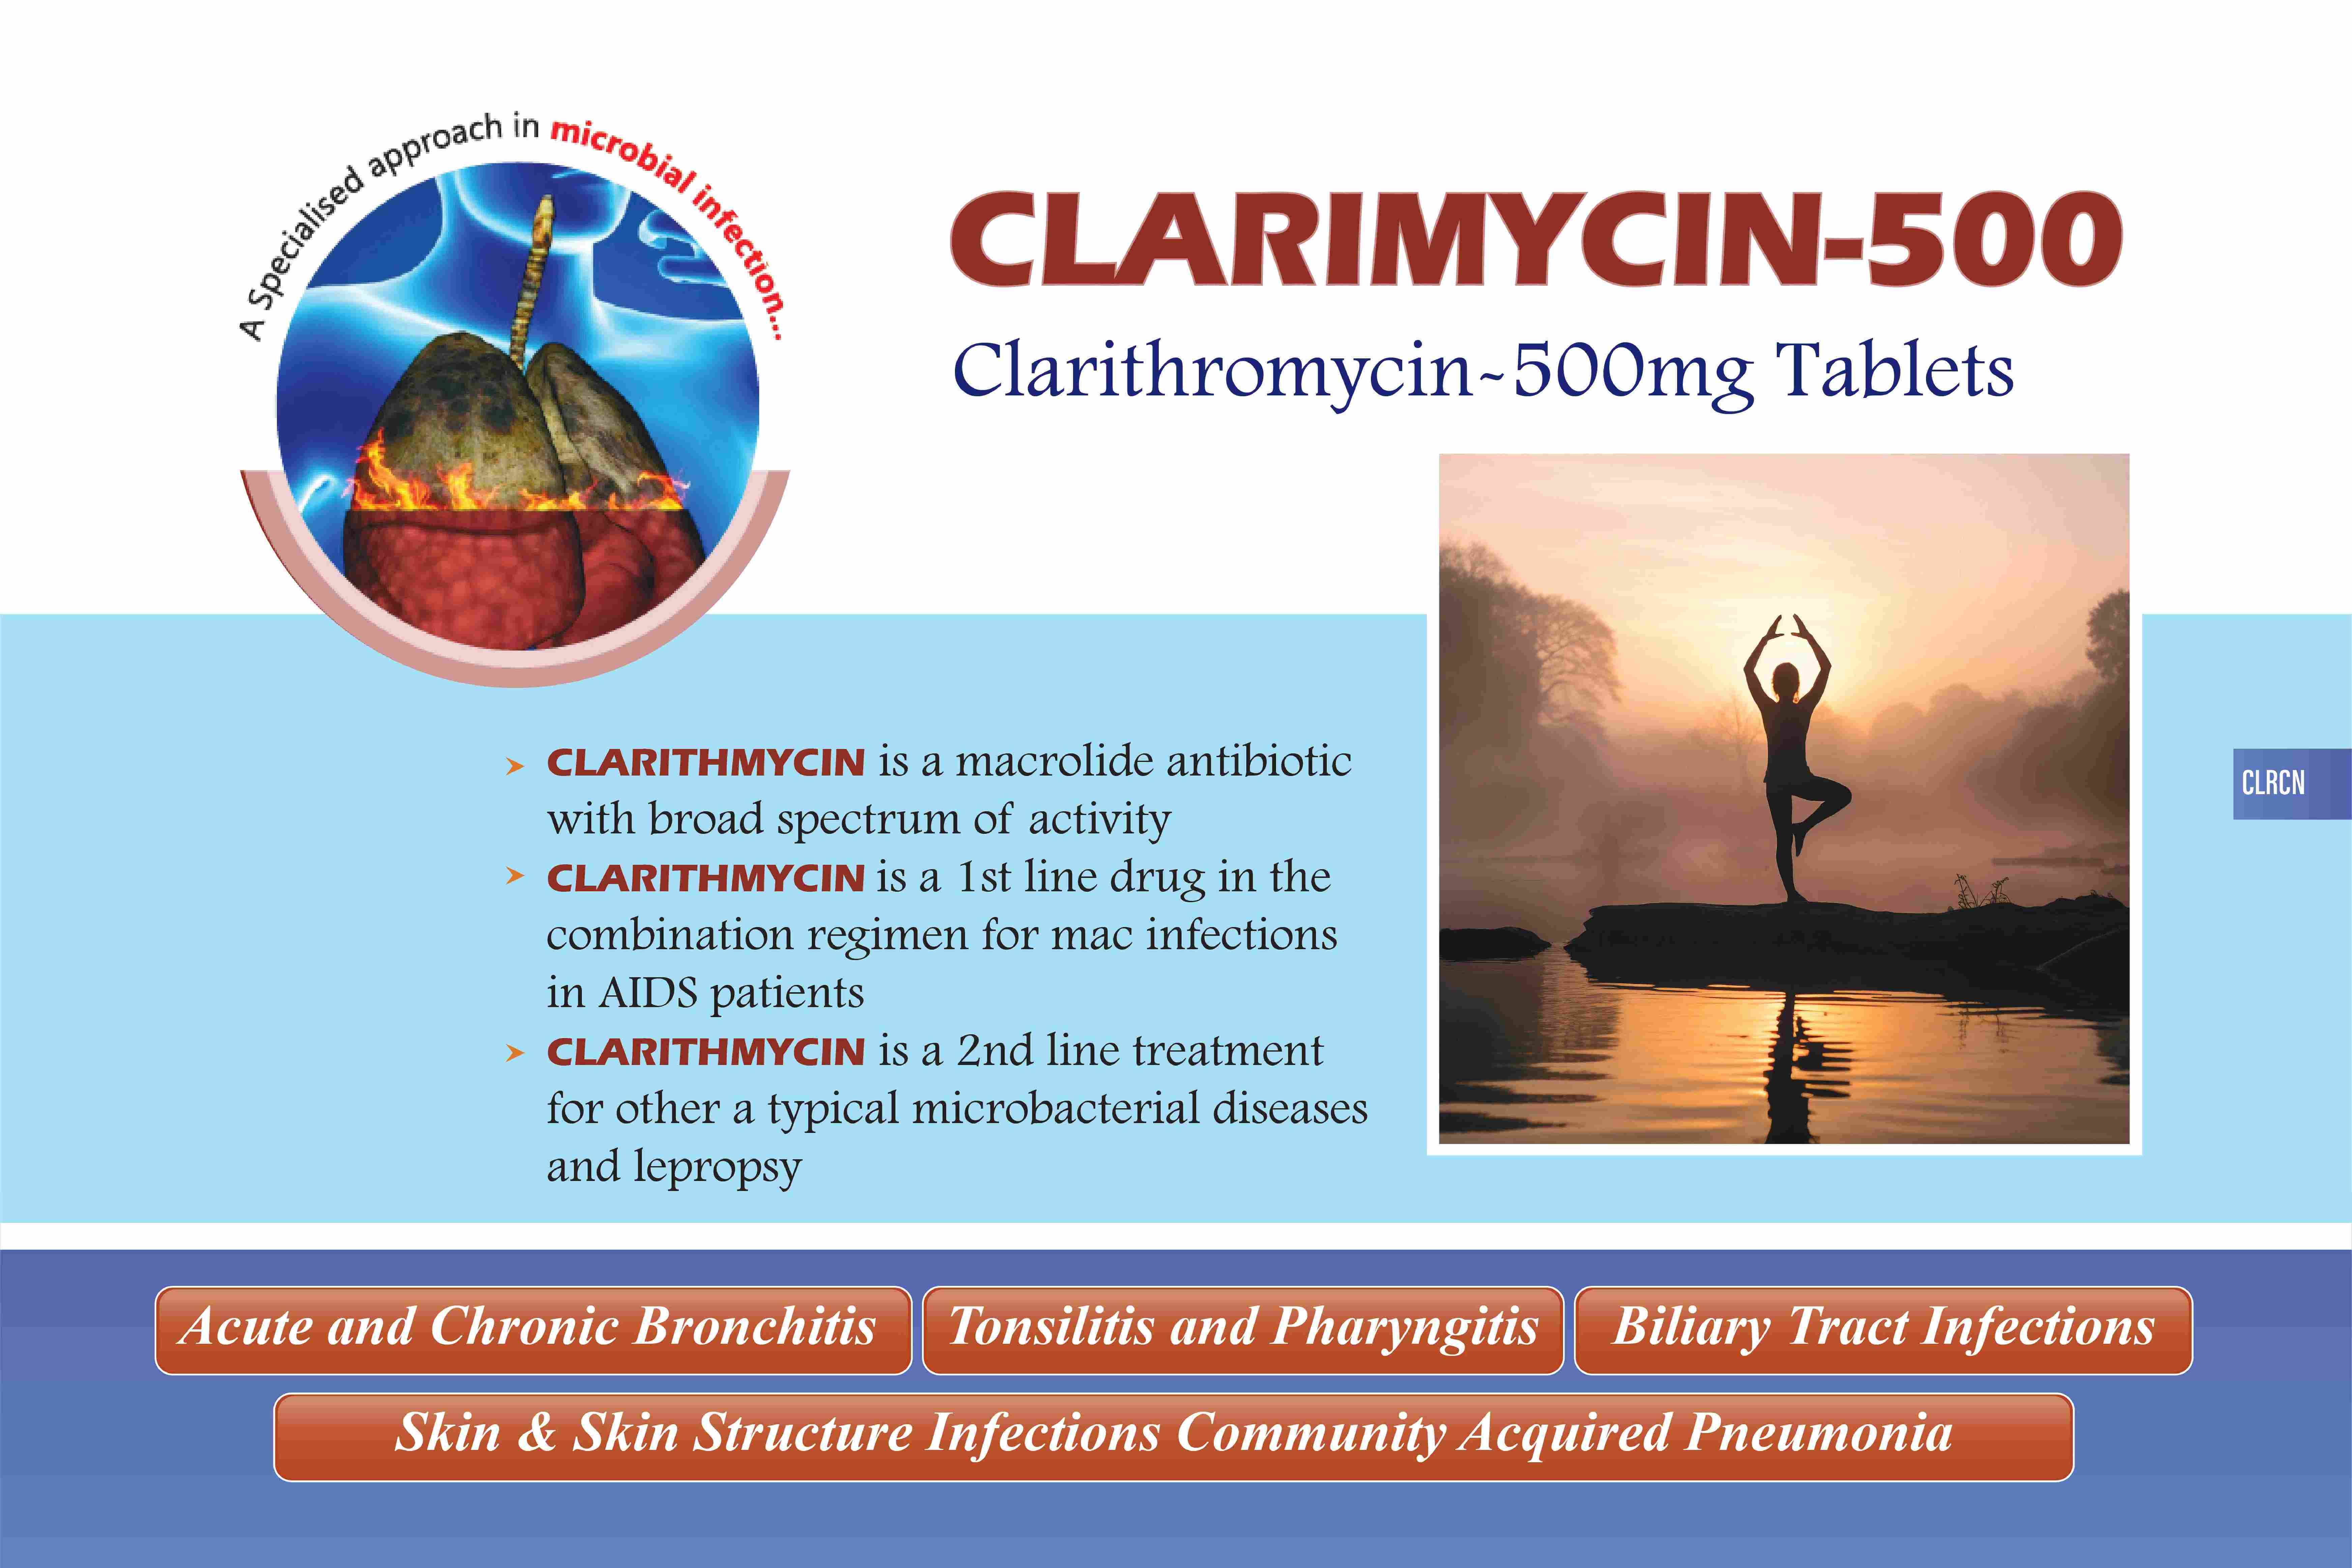 A Specialised approach in microbial infection...
CLARIMYCIN-500
Clarithromycin-500mg Tablets
CLARITHMYCIN is a macrolide antibiotic
with broad spectrum of activity
CLARITHMYCIN is a 1st line drug in the
combination regimen for mac infections
in AIDS patients
CLARITHMYCIN is a 2nd line treatment
for other a typical microbacterial diseases
and lepropsy
CLRCN
Acute and Chronic Bronchitis
Tonsilitis and Pharyngitis
Biliary Tract Infections
Skin & Skin Structure Infections Community Acquired Pneumonia